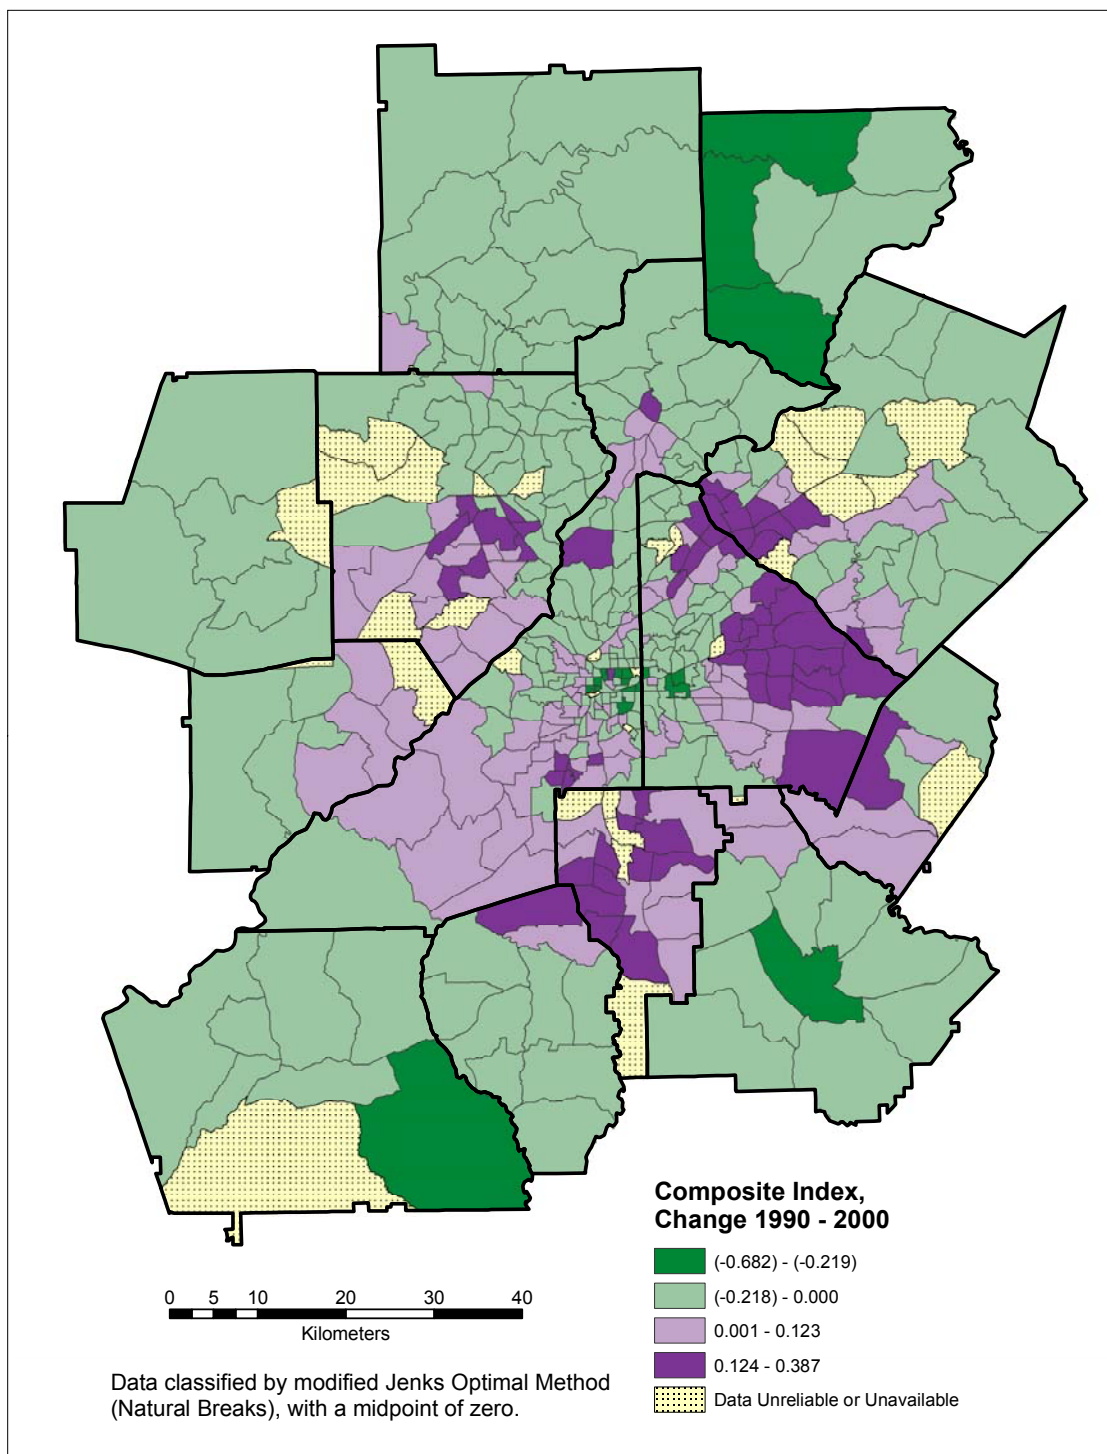 Composite Index,
Change 1990 - 2000
(-0.682) - (-0.219)
(-0.218) - 0.000
0.001 - 0.123
0.124 - 0.387
Data Unreliable or Unavailable
0 5 10 20 30 40
Kilometers
Data classified by modified Jenks Optimal Method
(Natural Breaks), with a midpoint of zero.